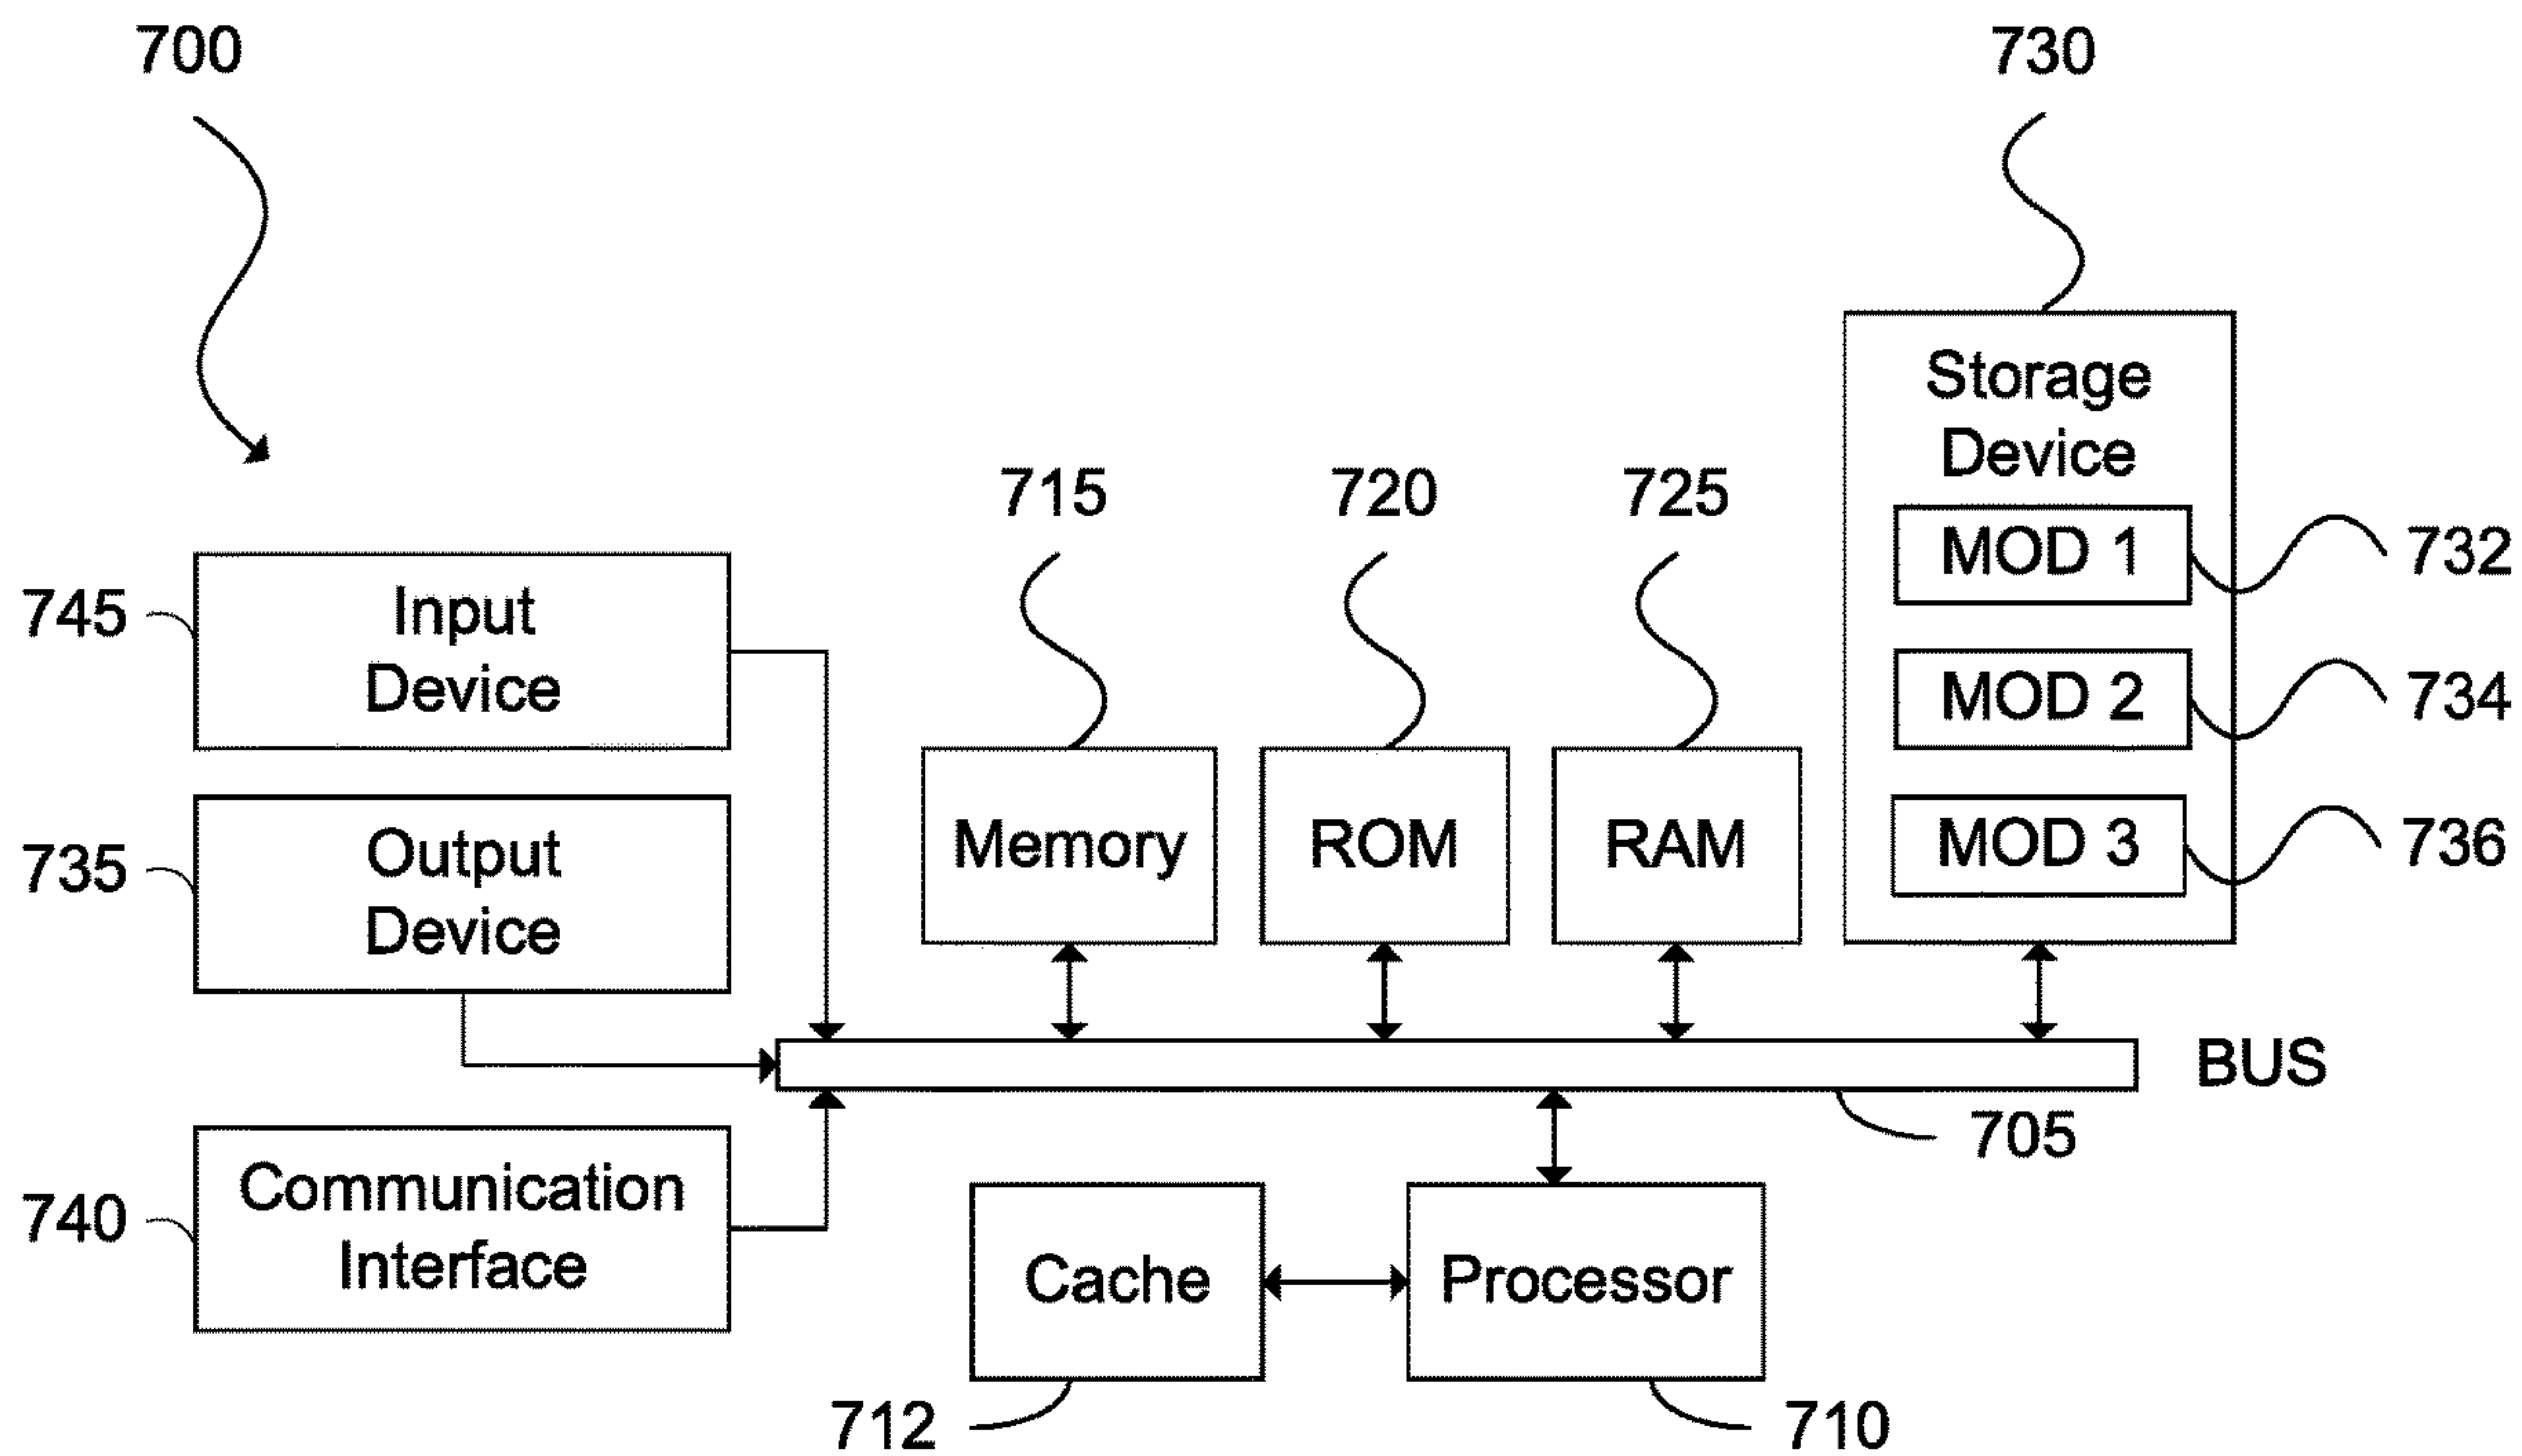 700
730
Storage
Device
715
720
725
MOD 1
732
745
Input
Device
MOD 2
734
735
Output
Device
Memory
ROM
RAM
MOD 3
736
BUS
705
740
Communication
Interface
Cache
Processor
712
710